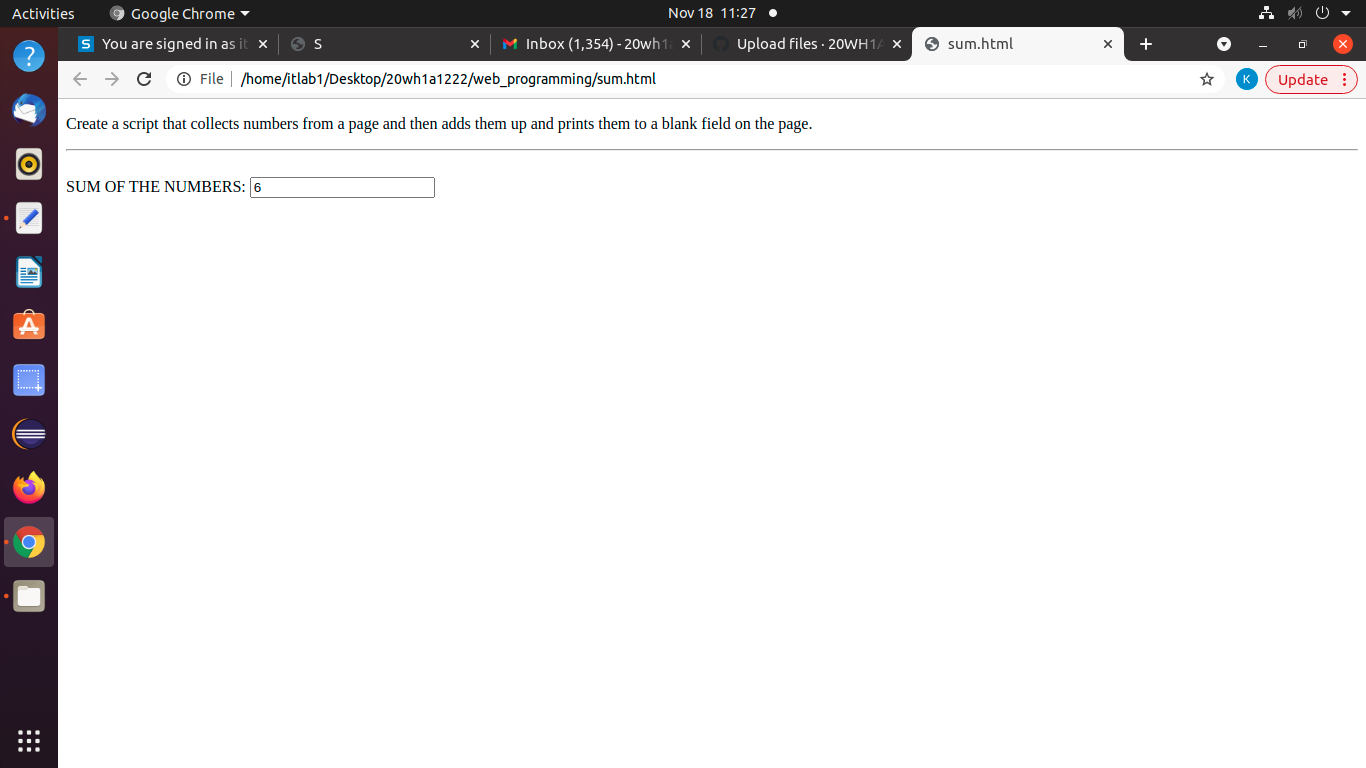 Activities Google Chrome Nov 18 11:27
You are signed in as it S Inbox (1,354) - 20wh1a Upload files · 20WH1A sum.html
File /home/itlab1/Desktop/20wh1a1222/web_programming/sum.html K Update
Create a script that collects numbers from a page and then adds them up and prints them to a blank field on the page.
SUM OF THE NUMBERS: 6